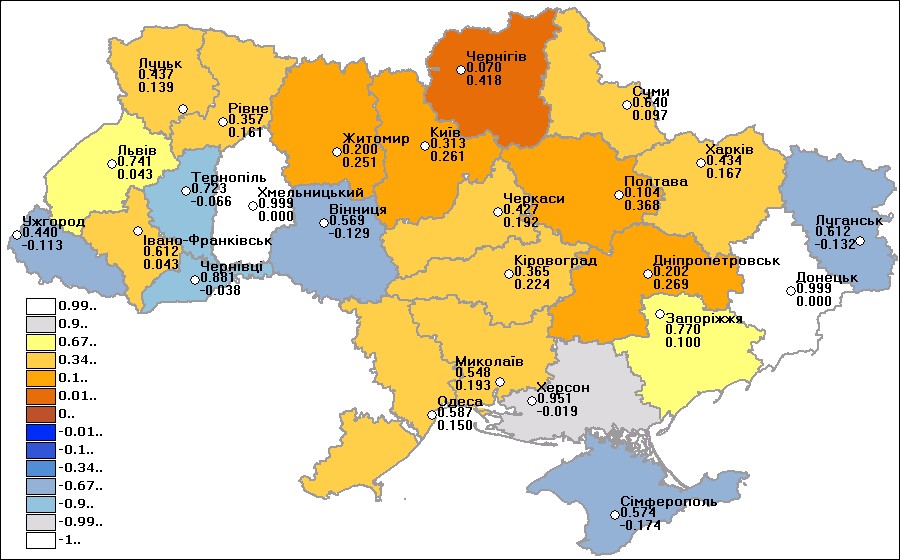 Чернігів
0.070
0.418
Луцьк
0.437
0.139
Суми
0.640
0.097
Рівне
0.357
0.161
Житомир
0.200
0.251
Київ
0.313
0.261
Харків
0.434
0.167
Львів
0.741
0.043
Тернопіль
0.723
-0.066
Хмельницький
0.999
0.000
Полтава
0.104
0.368
Черкаси
0.427
0.192
Вінниця
0.569
-0.129
Ужгород
0.440
-0.113
Луганськ
0.612
-0.132
Івано-Франківськ
0.612
0.043
Чернівці
0.881
-0.038
Кіровоград
0.365
0.224
Дніпропетровськ
0.202
0.269
Донецьк
0.999
0.000
Запоріжжя
0.770
0.100
Миколаїв
0.548
0.193
Херсон
0.951
-0.019
Одеса
0.587
0.150
Сімферополь
0.574
-0.174
0.99..
0.9..
0.67..
0.34..
0.1..
0.01..
0..
-0.01..
-0.1..
-0.34..
-0.67..
-0.9..
-0.99..
-1..